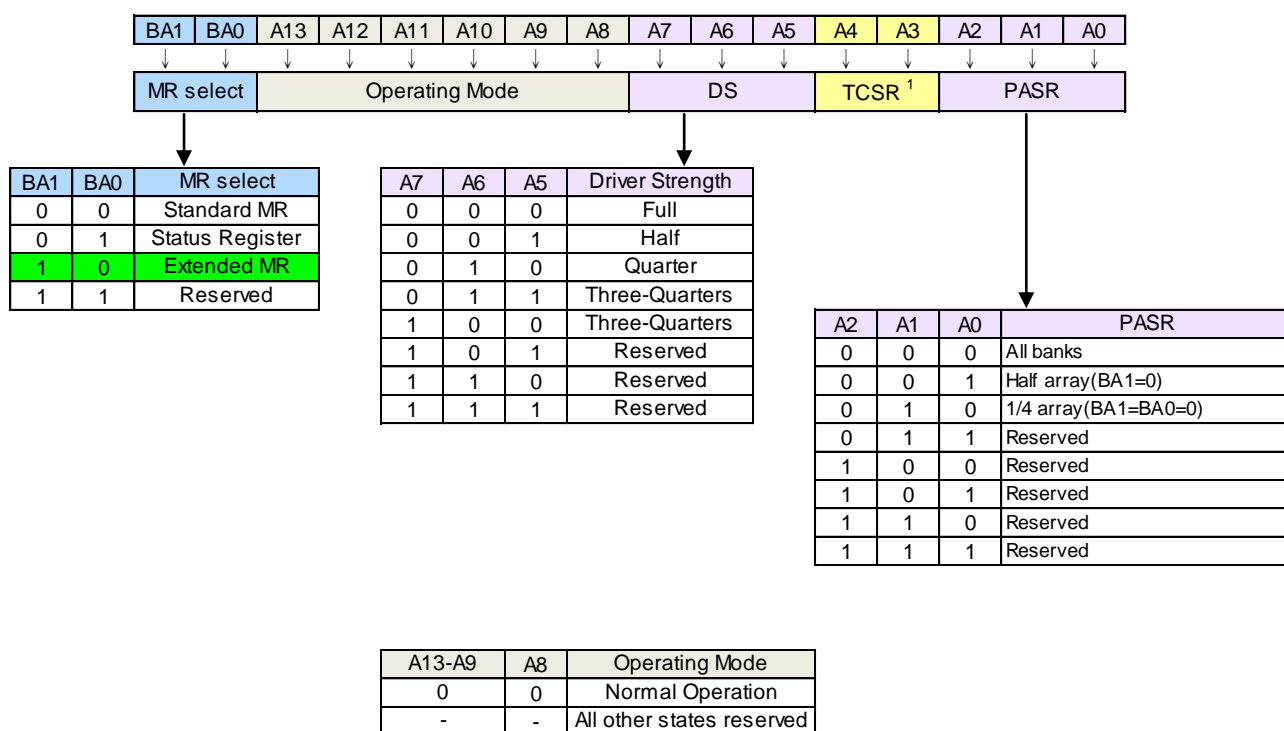 BA1 BA0 A13 A12 A11 A10 A9 A8 A7 A6 A5 A4 A3 A2 A1 A0
MR select Operating Mode DS TCSR 1 PASR
BA1 BA0 MR select
0 0 Standard MR
0 1 Status Register
1 0 Extended MR
1 1 Reserved
A7 A6 A5 Driver Strength
0 0 0 Full
0 0 1 Half
0 1 0 Quarter
0 1 1 Three-Quarters
1 0 0 Three-Quarters
1 0 1 Reserved
1 1 0 Reserved
1 1 1 Reserved
A2 A1 A0 PASR
0 0 0 All banks
0 0 1 Half array(BA1=0)
0 1 0 1/4 array(BA1=BA0=0)
0 1 1 Reserved
1 0 0 Reserved
1 0 1 Reserved
1 1 0 Reserved
1 1 1 Reserved
A13-A9 A8 Operating Mode
0 0 Normal Operation
- - All other states reserved